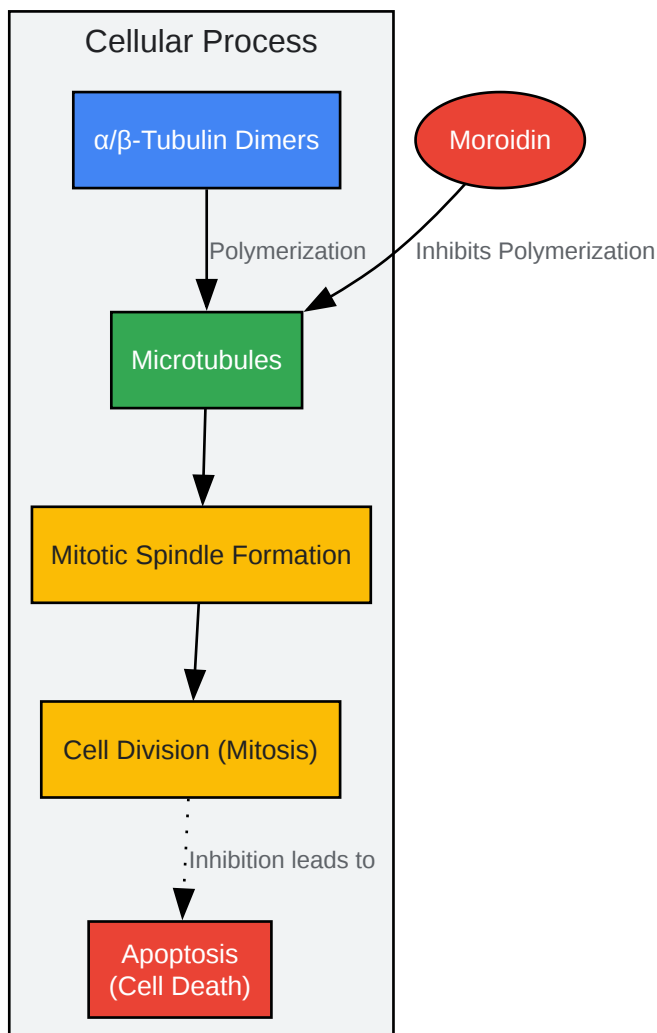 Cellular Process
α/β-Tubulin Dimers
Moroidin
Polymerization
Inhibits Polymerization
Microtubules
Mitotic Spindle Formation
Cell Division (Mitosis)
Inhibition leads to
Apoptosis
(Cell Death)